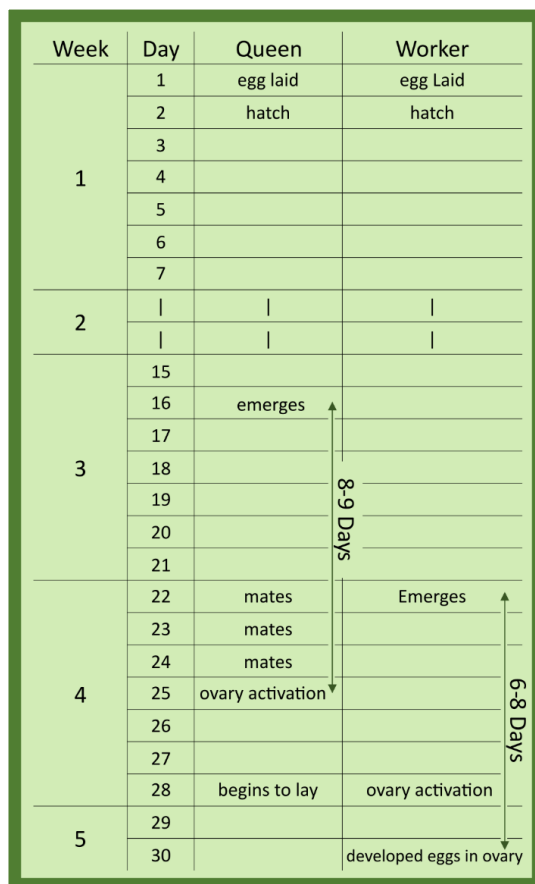 Week Day Queen Worker
1 egg laid egg Laid
2 hatch hatch
3
4
1
5
6
7
| | |
2
| | |
15
16 emerges
17
3 18
19
8-9 Days
20
21
22 mates Emerges
23 mates
24 mates
4 25 ovary activation
6-8 Days
26
27
28 begins to lay ovary activation
29
5
30 developed eggs in ovary